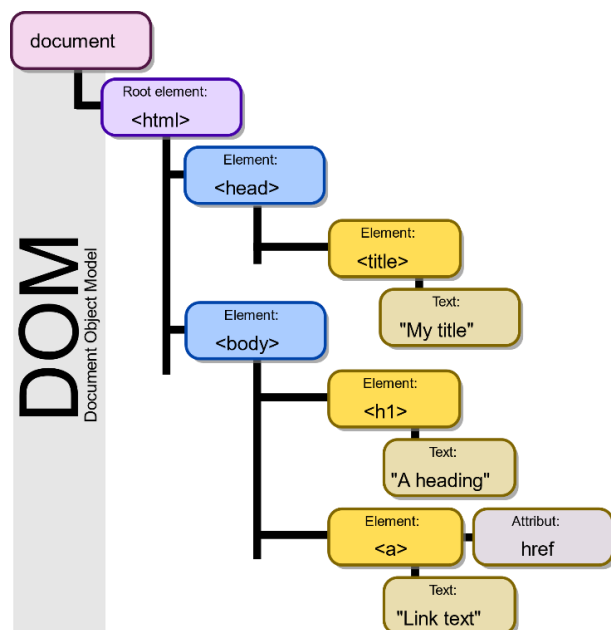 document
Root element:
<html>
Element:
<head>
Element:
<title>
Text:
"My title"
Element:
<body>
Element:
<h1>
Text:
"A heading"
Element:
<a>
Attribut:
href
Text:
"Link text"
DOM
Document Object Model